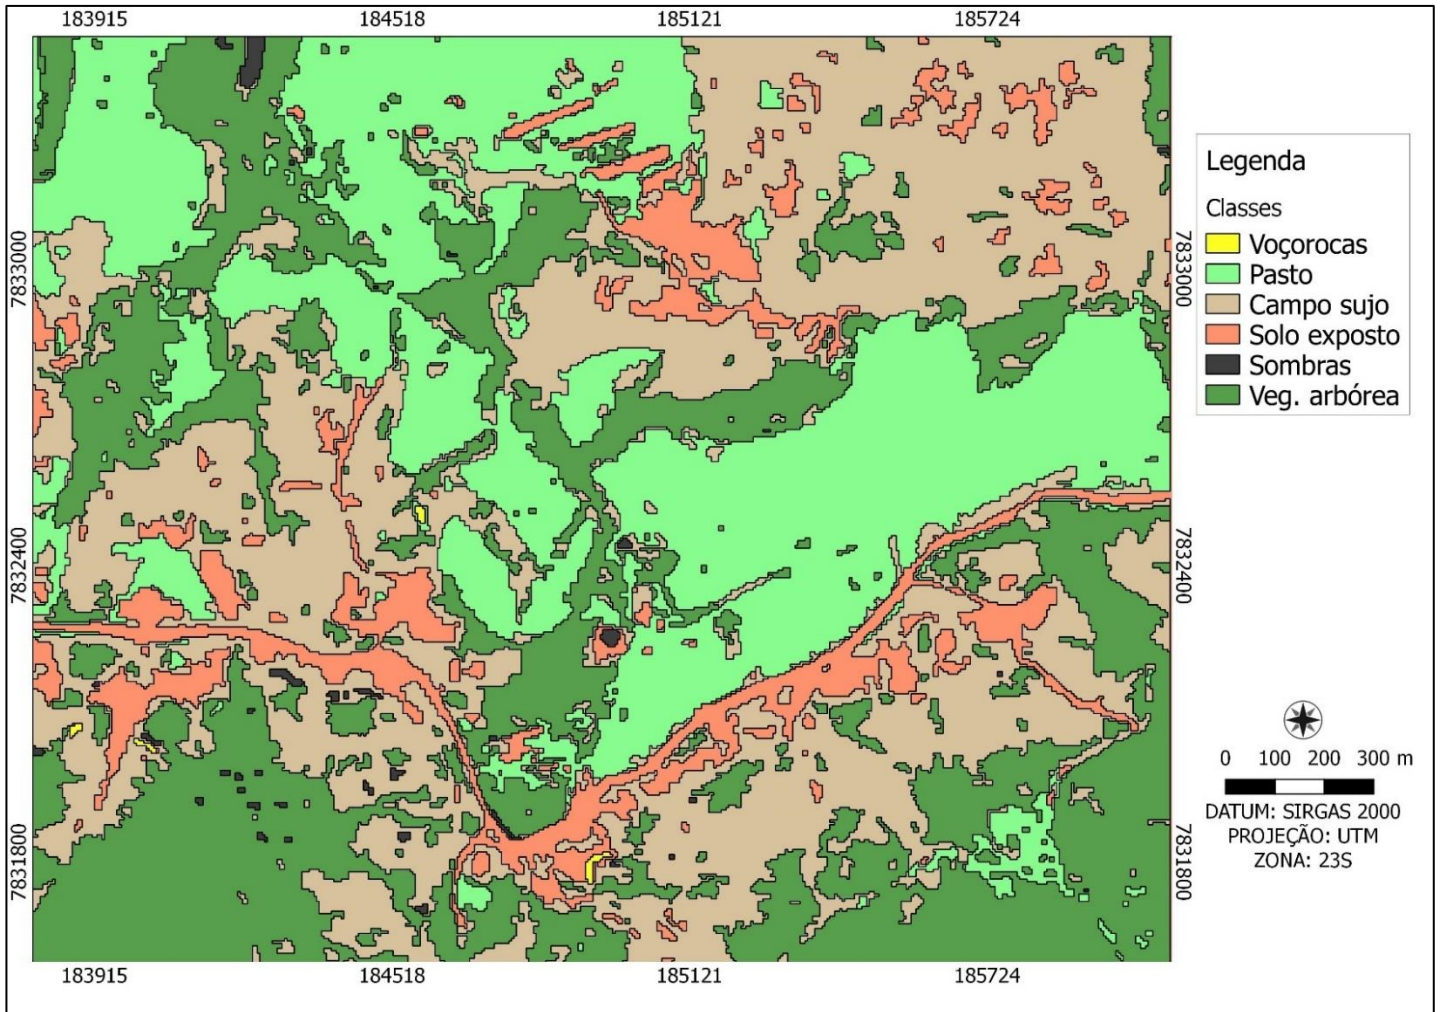 183915 184518 185121 185724
7833000
7832400
7831800
7833000
7832400
7831800
Legenda
Classes
Voçorocas
Pasto
Campo sujo
Solo exposto
Sombras
Veg. arbórea
0 100 200 300 m
DATUM: SIRGAS 2000
PROJEÇÃO: UTM
ZONA: 23S
183915 184518 185121 185724